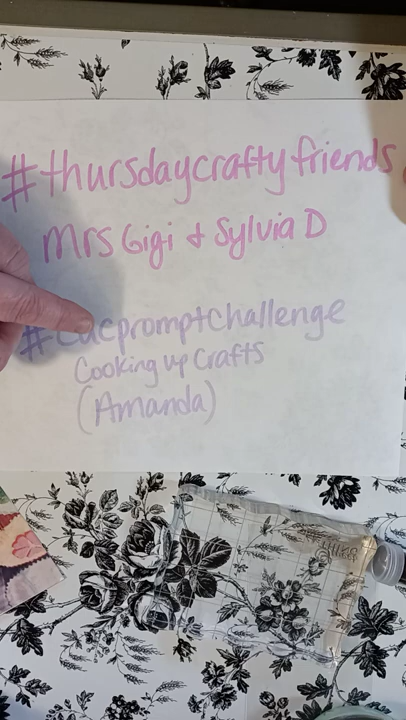 #thursdaycraftyfriends
Mrs Gigi + Sylvia D
#cucpromptchallenge
Cooking up Crafts
(Amanda)